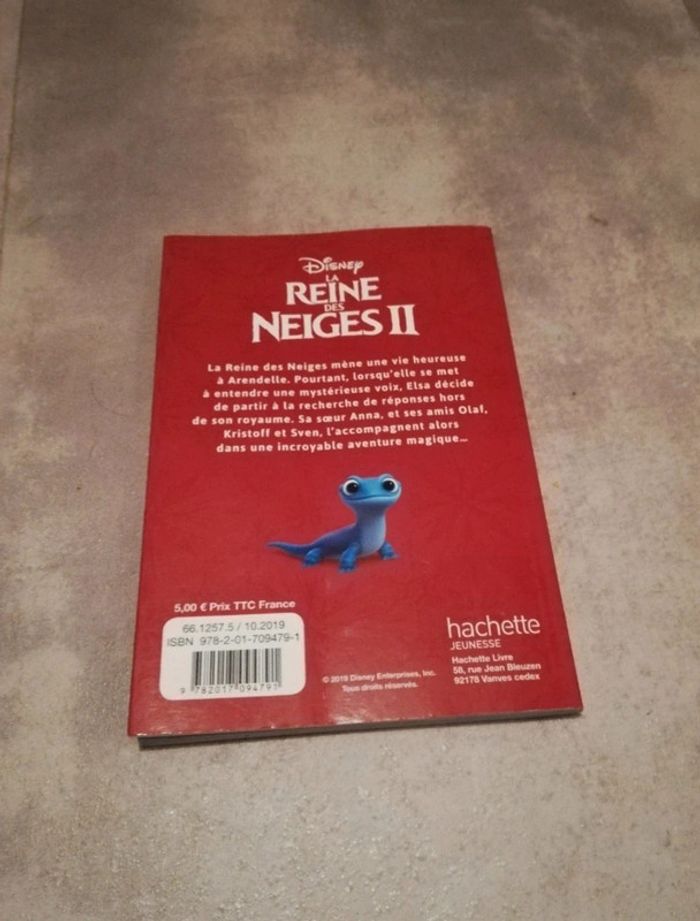 Disney
LA
REINE
DES
NEIGES II
La Reine des Neiges mène une vie heureuse
à Arendelle. Pourtant, lorsqu'elle se met
à entendre une mystérieuse voix, Elsa décide
de partir à la recherche de réponses hors
de son royaume. Sa sœur Anna, et ses amis Olaf,
Kristoff et Sven, l'accompagnent alors
dans une incroyable aventure magique...
5,00 € Prix TTC France
66.1257.5 / 10.2019
ISBN 978-2-01-709479-1
9 782017 094791
© 2019 Disney Enterprises, Inc.
Tous droits réservés.
hachette
JEUNESSE
Hachette Livre
58, rue Jean Bleuzen
92178 Vanves cedex